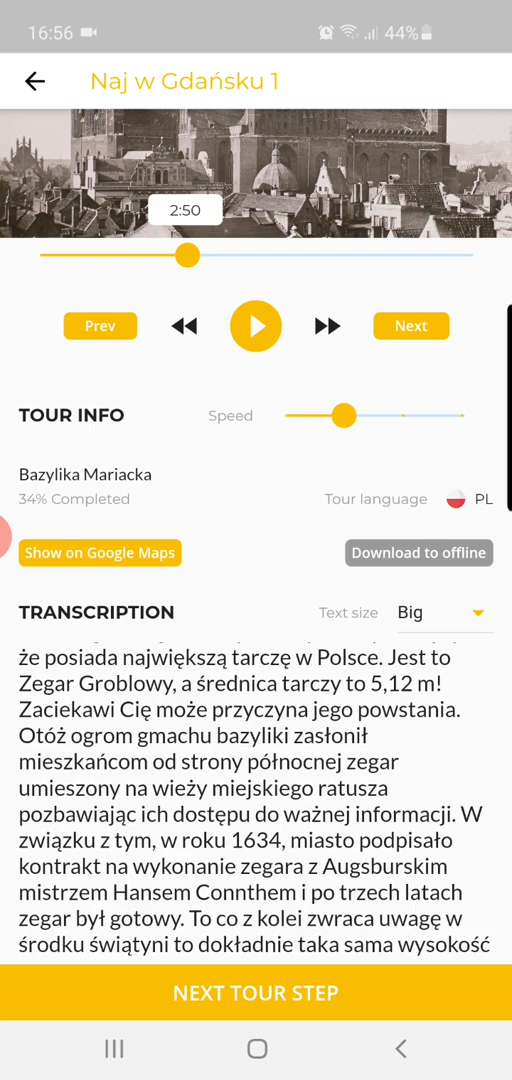 16:56
44%
Naj w Gdańsku 1
2:50
Prev
Next
TOUR INFO
Speed
Bazylika Mariacka
34% Completed
Tour language
PL
Show on Google Maps
Download to offline
TRANSCRIPTION
Text size
Big
że posiada największą tarczę w Polsce. Jest to
Zegar Groblowy, a średnica tarczy to 5,12 m!
Zaciekawi Cię może przyczyna jego powstania.
Otóż ogrom gmachu bazyliki zasłonił
mieszkańcom od strony północnej zegar
umieszony na wieży miejskiego ratusza
pozbawiając ich dostępu do ważnej informacji. W
związku z tym, w roku 1634, miasto podpisało
kontrakt na wykonanie zegara z Augsburskim
mistrzem Hansem Connthem i po trzech latach
zegar był gotowy. To co z kolei zwraca uwagę w
środku świątyni to dokładnie taka sama wysokość
NEXT TOUR STEP